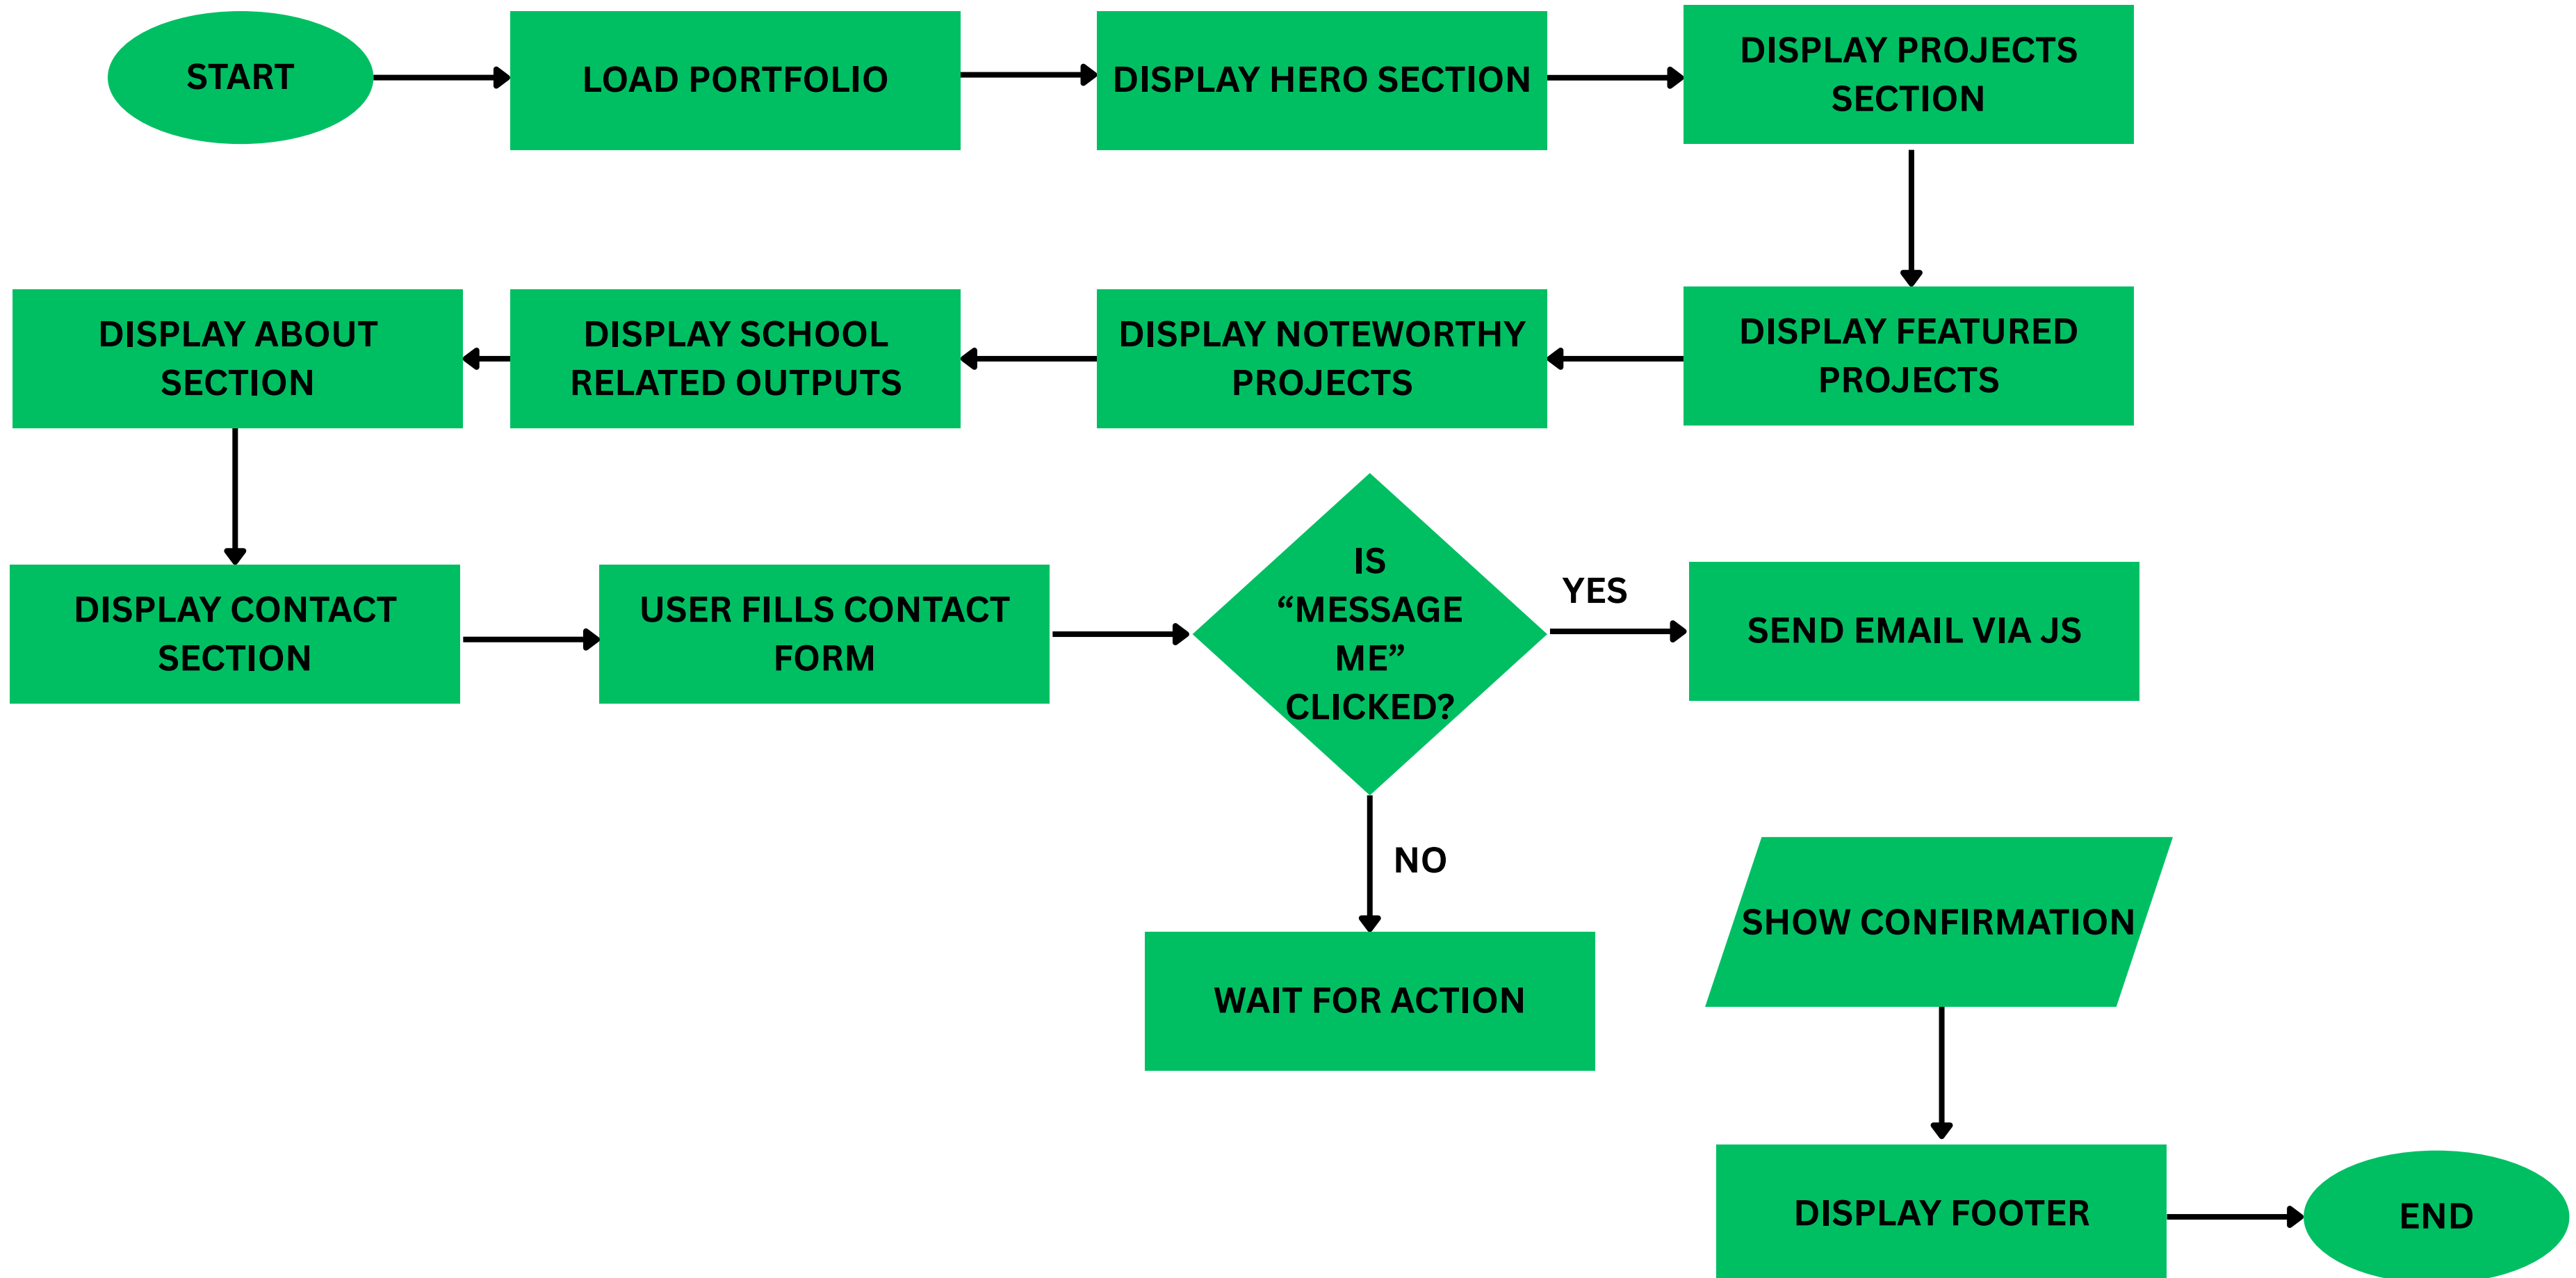 START
LOAD PORTFOLIO
DISPLAY HERO SECTION
DISPLAY PROJECTS
SECTION
DISPLAY FEATURED
PROJECTS
DISPLAY NOTEWORTHY
PROJECTS
DISPLAY SCHOOL
RELATED OUTPUTS
DISPLAY ABOUT
SECTION
DISPLAY CONTACT
SECTION
USER FILLS CONTACT
FORM
IS
“MESSAGE
ME”
CLICKED?
YES
SEND EMAIL VIA JS
NO
WAIT FOR ACTION
SHOW CONFIRMATION
DISPLAY FOOTER
END